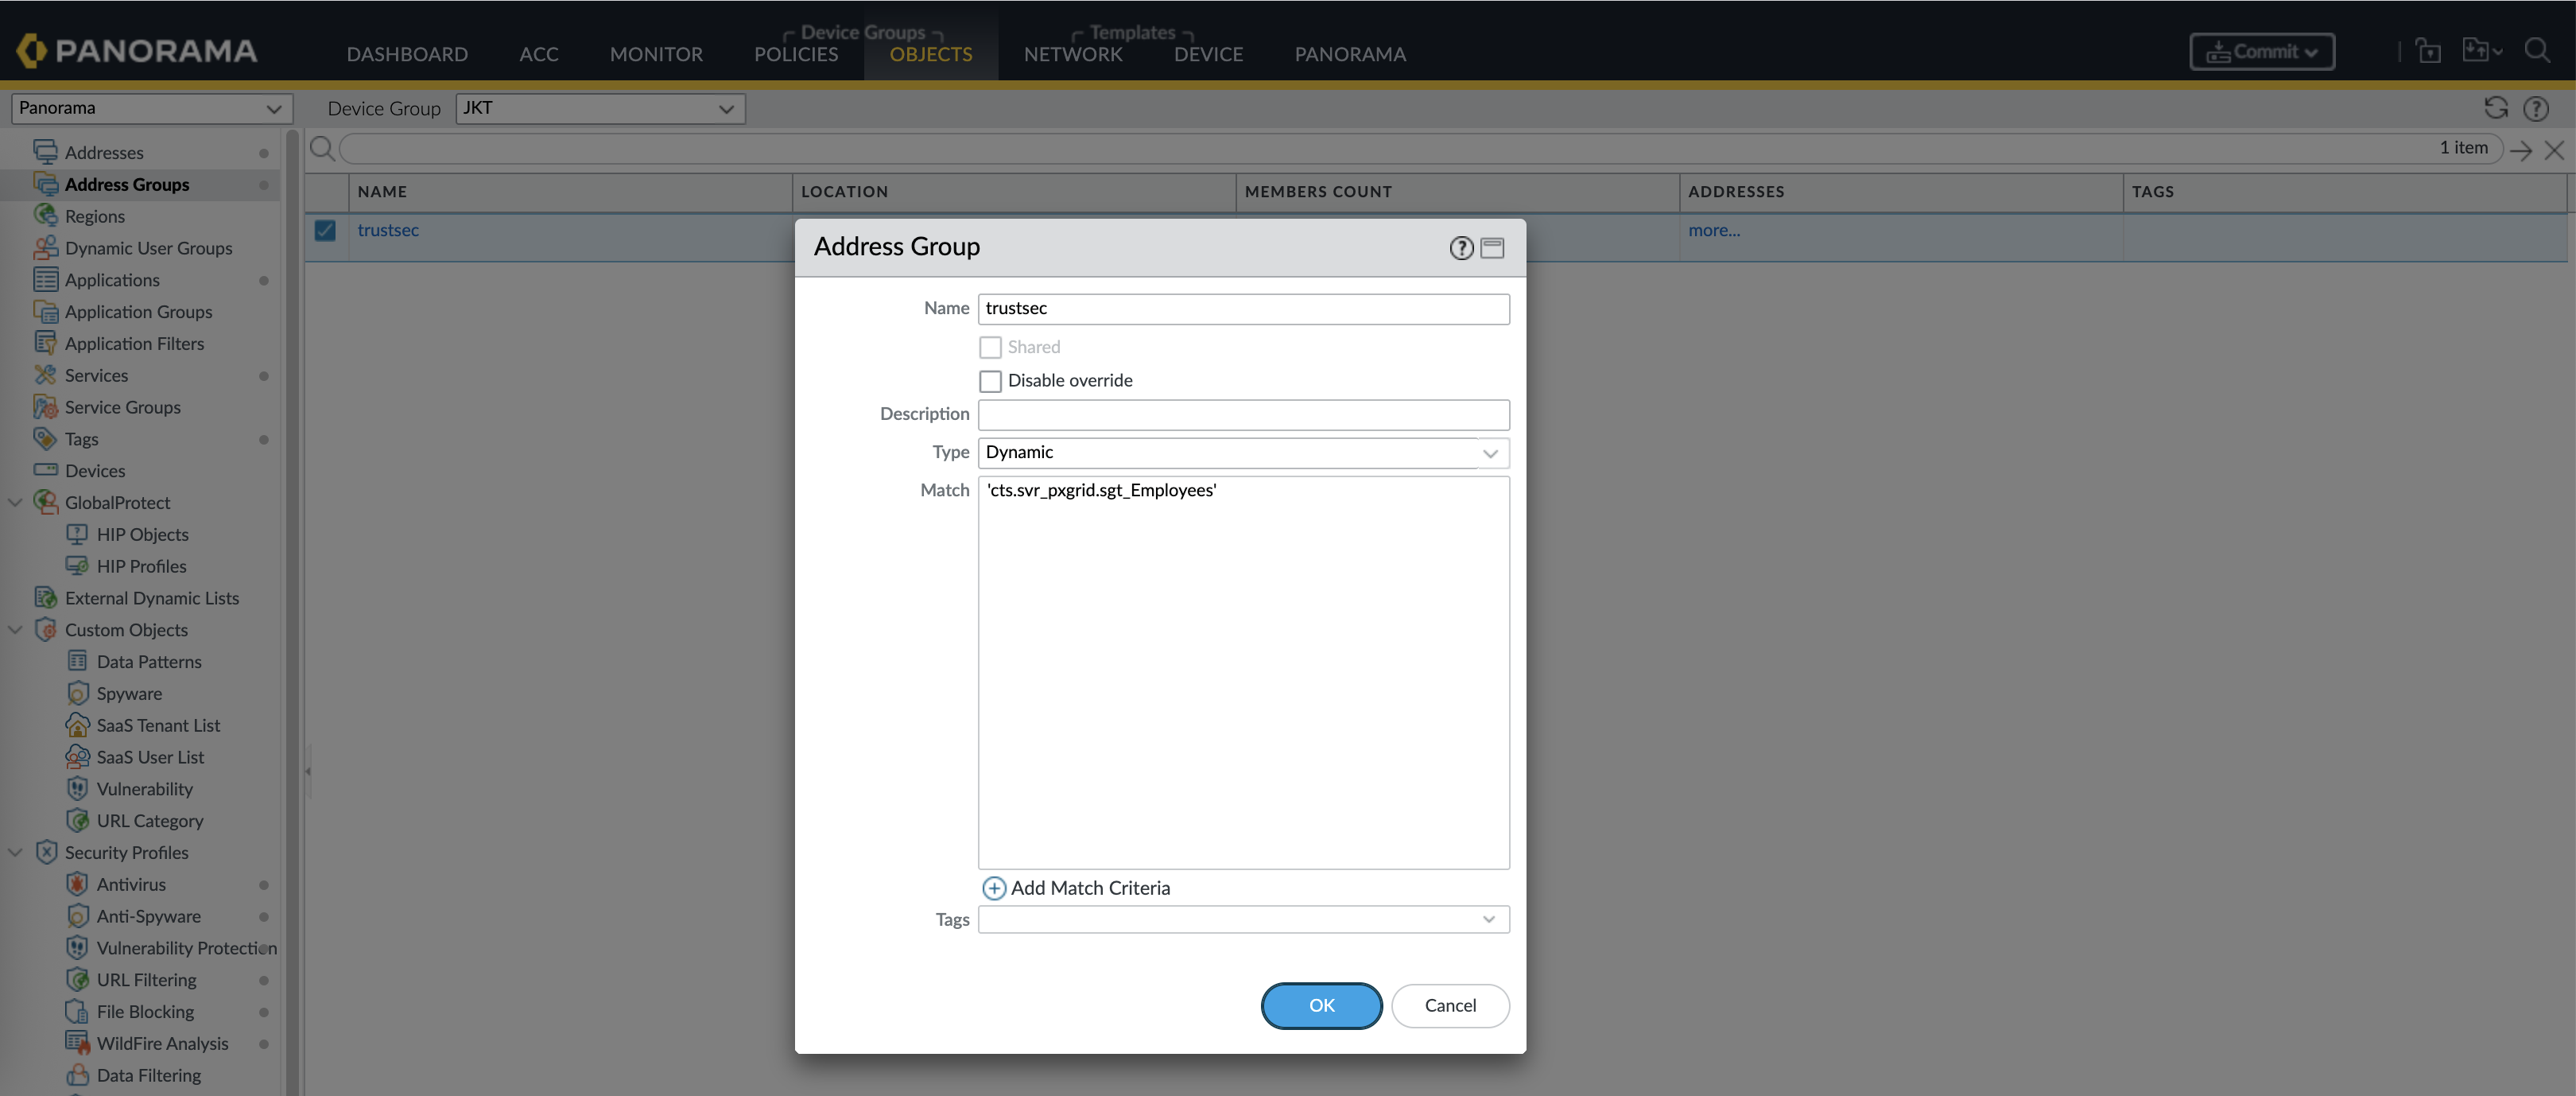 Device Groups
Templates
PANORAMA
DASHBOARD
ACC
MONITOR
POLICIES
OBJECTS
NETWORK
DEVICE
PANORAMA
Commit
Panorama
Device Group
JKT
1 item
NAME
LOCATION
MEMBERS COUNT
ADDRESSES
TAGS
trustsec
more...
Addresses
Address Groups
Regions
Dynamic User Groups
Applications
Application Groups
Application Filters
Services
Service Groups
Tags
Devices
GlobalProtect
HIP Objects
HIP Profiles
External Dynamic Lists
Custom Objects
Data Patterns
Spyware
SaaS Tenant List
SaaS User List
Vulnerability
URL Category
Security Profiles
Antivirus
Anti-Spyware
Vulnerability Protection
URL Filtering
File Blocking
WildFire Analysis
Data Filtering
Address Group
Name
trustsec
Shared
Disable override
Description
Type
Dynamic
Match
'cts.svr_pxgrid.sgt_Employees'
Add Match Criteria
Tags
OK
Cancel